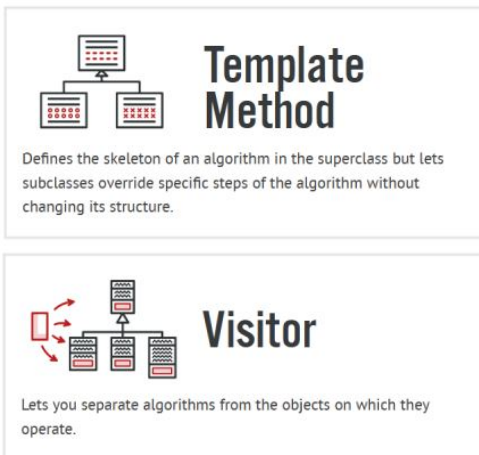 Template
Method
Defines the skeleton of an algorithm in the superclass but lets
subclasses override specific steps of the algorithm without
changing its structure.
Visitor
Lets you separate algorithms from the objects on which they
operate.